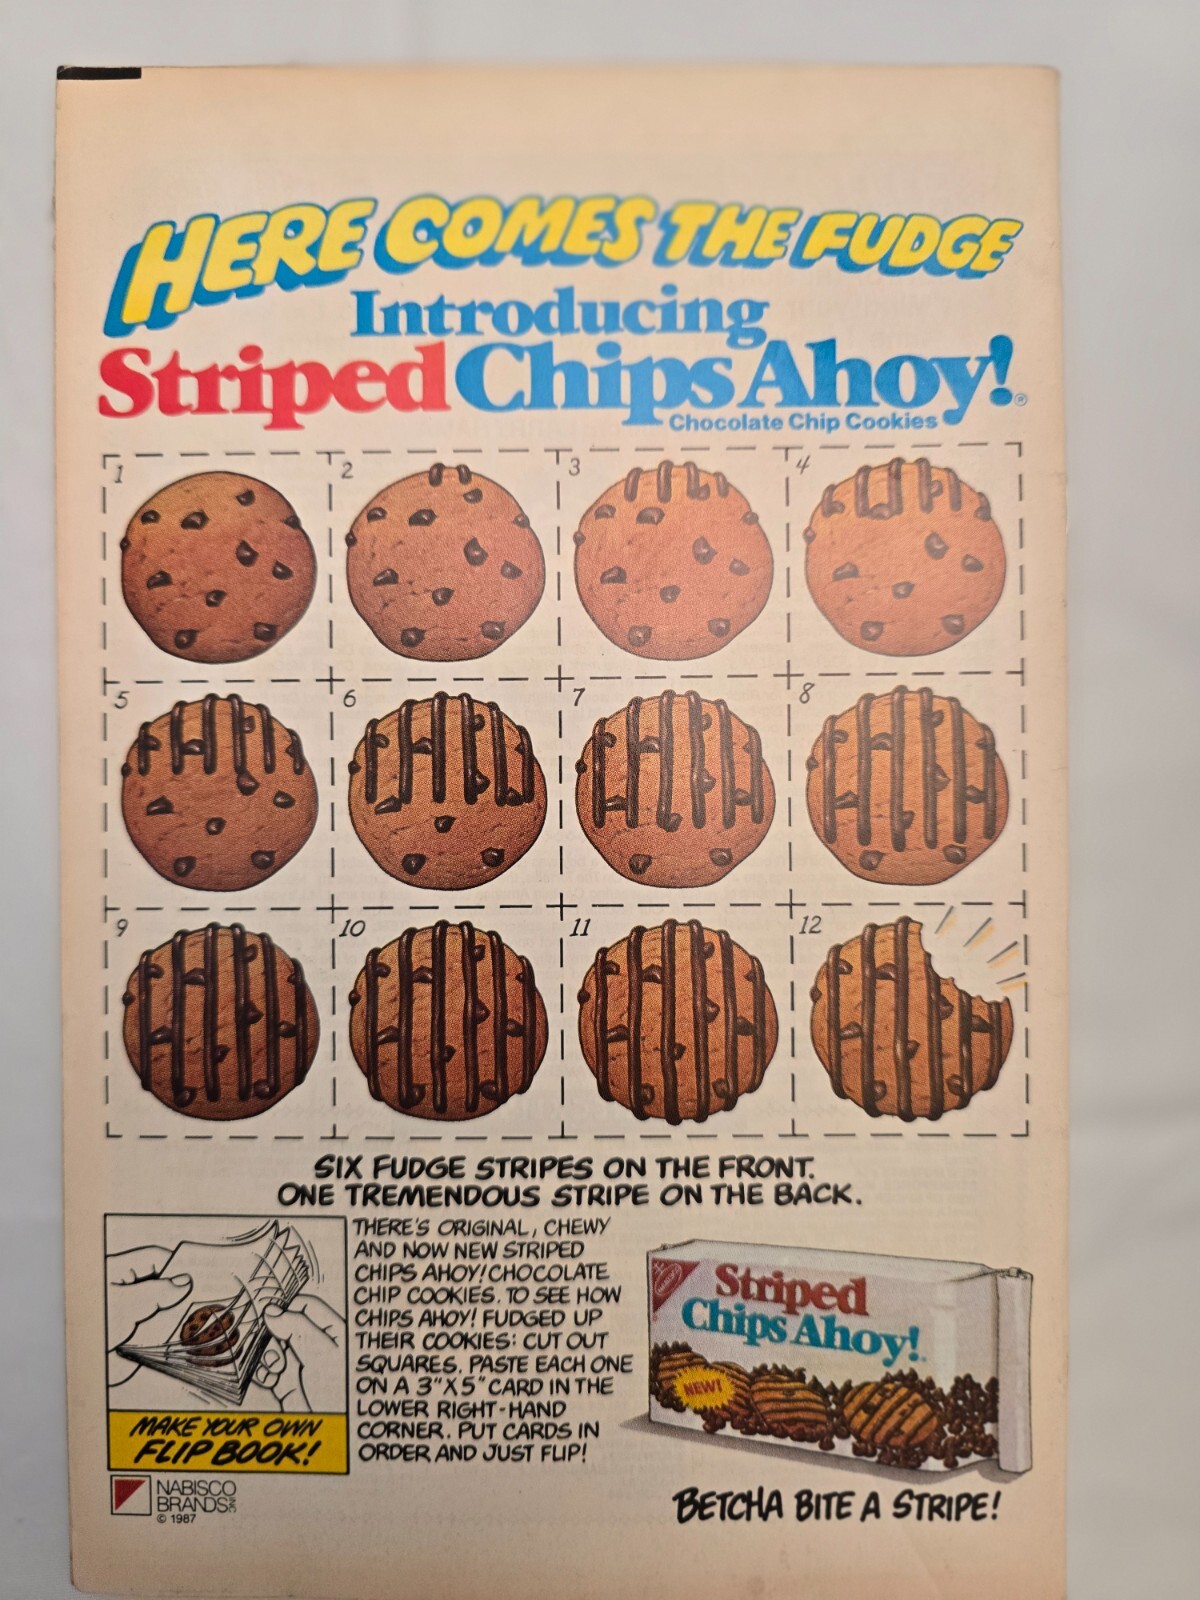 HERE COMES THE FUDGE
Introducing
Striped Chips Ahoy!®
Chocolate Chip Cookies
1 2 3 4
5 6 7 8
9 10 11 12
SIX FUDGE STRIPES ON THE FRONT.
ONE TREMENDOUS STRIPE ON THE BACK.
THERE'S ORIGINAL, CHEWY
AND NOW NEW STRIPED
CHIPS AHOY! CHOCOLATE
CHIP COOKIES. TO SEE HOW
CHIPS AHOY! FUDGED UP
THEIR COOKIES: CUT OUT
SQUARES. PASTE EACH ONE
ON A 3"X5" CARD IN THE
LOWER RIGHT-HAND
CORNER. PUT CARDS IN
ORDER AND JUST FLIP!
MAKE YOUR OWN
FLIP BOOK!
NABISCO
BRANDS INC
© 1987
NABISCO
Striped
Chips Ahoy!
NEW!
BETCHA BITE A STRIPE!